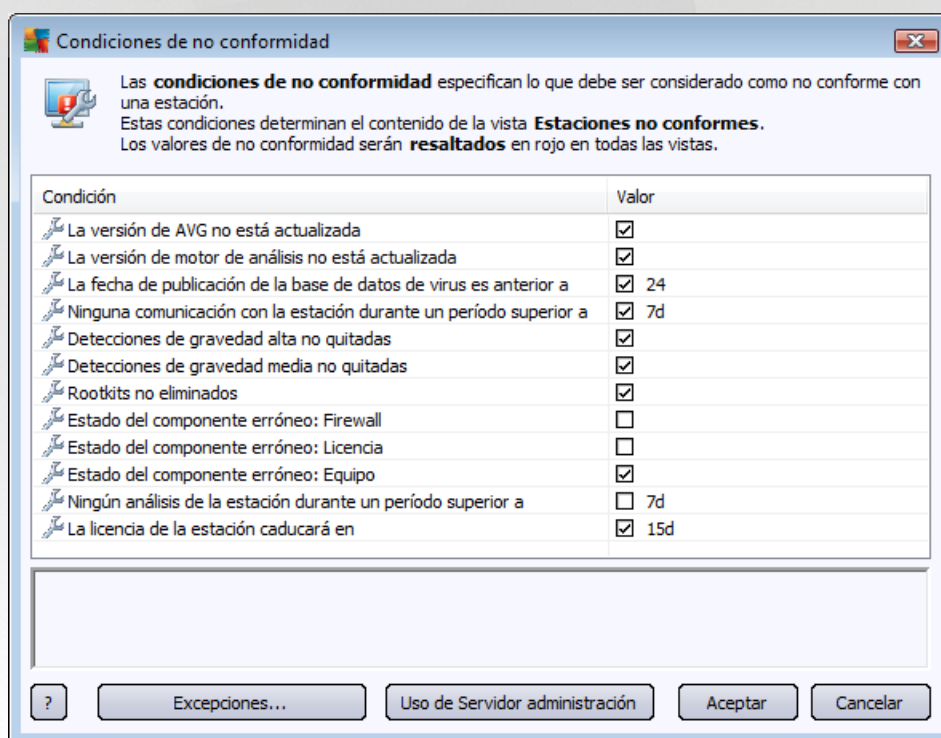 Condiciones de no conformidad
Las condiciones de no conformidad especifican lo que debe ser considerado como no conforme con
una estación.
Estas condiciones determinan el contenido de la vista Estaciones no conformes.
Los valores de no conformidad serán resaltados en rojo en todas las vistas.
Condición Valor
La versión de AVG no está actualizada
La versión de motor de análisis no está actualizada
La fecha de publicación de la base de datos de virus es anterior a 24
Ninguna comunicación con la estación durante un período superior a 7d
Detecciones de gravedad alta no quitadas
Detecciones de gravedad media no quitadas
Rootkits no eliminados
Estado del componente erróneo: Firewall
Estado del componente erróneo: Licencia
Estado del componente erróneo: Equipo
Ningún análisis de la estación durante un período superior a 7d
La licencia de la estación caducará en 15d
? Excepciones... Uso de Servidor administración Aceptar Cancelar